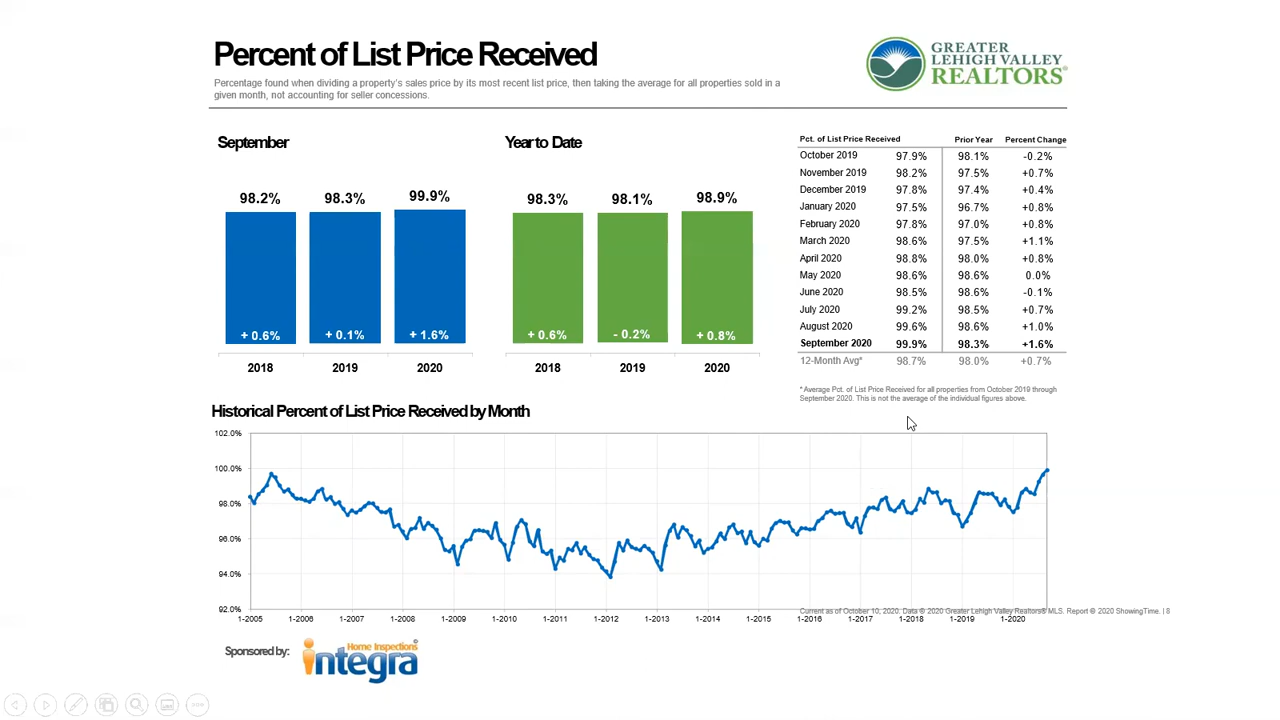 Percent of List Price Received
GREATER
LEHIGH VALLEY
REALTORS®
Percentage found when dividing a property's sales price by its most recent list price, then taking the average for all properties sold in a
given month, not accounting for seller concessions.
September
98.2% 98.3% 99.9%
+ 0.6% + 0.1% + 1.6%
2018 2019 2020
Year to Date
98.3% 98.1% 98.9%
+ 0.6% - 0.2% + 0.8%
2018 2019 2020
Pct. of List Price Received Prior Year Percent Change
October 2019 97.9% 98.1% -0.2%
November 2019 98.2% 97.5% +0.7%
December 2019 97.8% 97.4% +0.4%
January 2020 97.5% 96.7% +0.8%
February 2020 97.8% 97.0% +0.8%
March 2020 98.6% 97.5% +1.1%
April 2020 98.8% 98.0% +0.8%
May 2020 98.6% 98.6% 0.0%
June 2020 98.5% 98.6% -0.1%
July 2020 99.2% 98.5% +0.7%
August 2020 99.6% 98.6% +1.0%
September 2020 99.9% 98.3% +1.6%
12-Month Avg* 98.7% 98.0% +0.7%
* Average Pct. of List Price Received for all properties from October 2019 through
September 2020. This is not the average of the individual figures above.
Historical Percent of List Price Received by Month
102.0%
100.0%
98.0%
96.0%
94.0%
92.0%
1-2005 1-2006 1-2007 1-2008 1-2009 1-2010 1-2011 1-2012 1-2013 1-2014 1-2015 1-2016 1-2017 1-2018 1-2019 1-2020
Current as of October 10, 2020. Data © 2020 Greater Lehigh Valley Realtors® MLS. Report © 2020 ShowingTime. | 8
Sponsored by:
Home Inspections®
integra